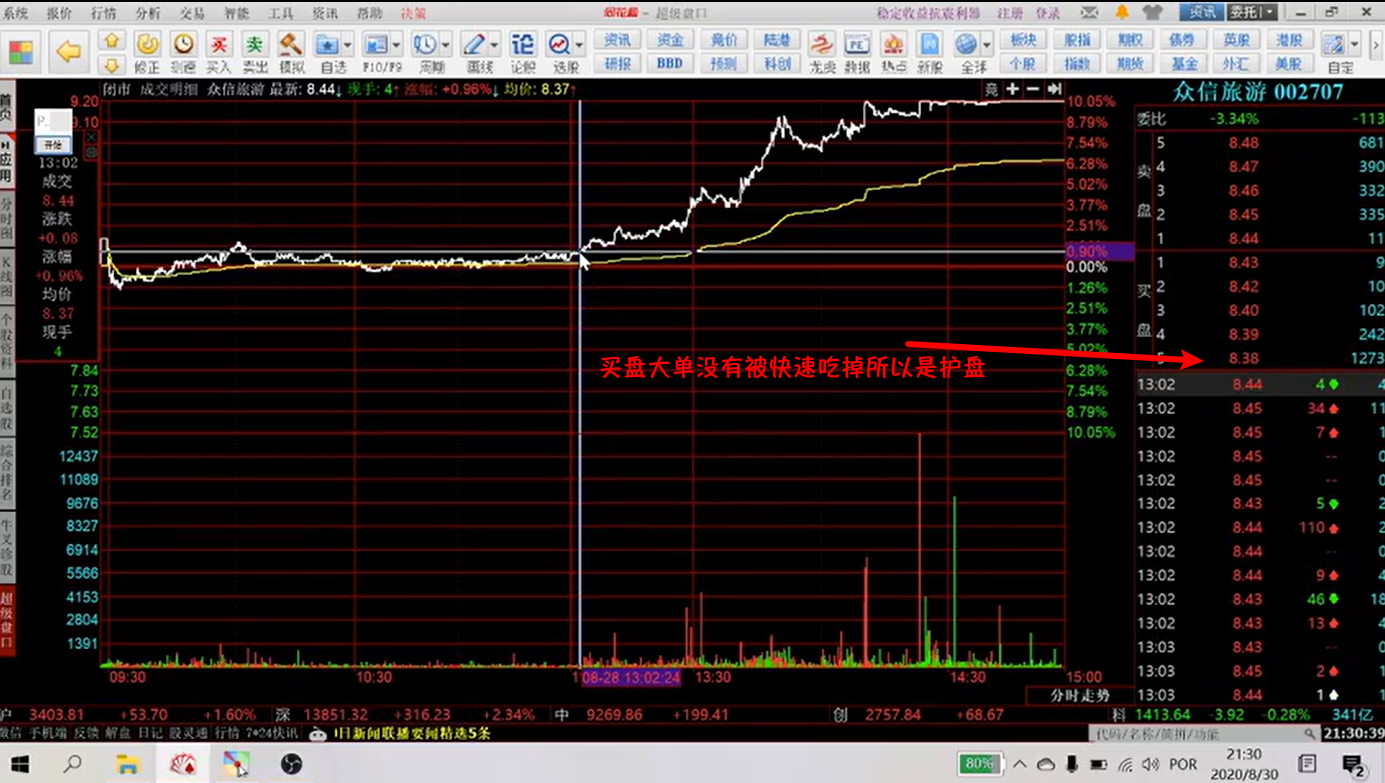 系统 报价 行情 分析 交易 智能 工具 资讯 帮助 决策 同花顺 - 超级盘口 稳定收益抗衰利器 注册 登录 资讯 委托
修正 测速 买入 卖出 模拟 自选 F10/F9 周期 画线 论股 选股 资讯 资金 竞价 陆港 龙虎 数据 热点 新股 全球 板块 股指 期权 债券 英股 港股 自定
研报 BBD 预测 科创 个股 指数 期货 基金 外汇 美股
闭市 成交明细 众信旅游 最新: 8.44↓ 现手: 4↑ 涨幅: +0.96%↓ 均价: 8.37↑ 竞
众信旅游 002707
委比 -3.34% -113
首页
应用
分时图
K线图
个股资料
自选股
综合排名
牛叉诊股
超级盘口
P.
开始
13:02
成交
8.44
涨跌
+0.08
涨幅
+0.96%
均价
8.37
现手
4
9.20
9.10
7.84
7.73
7.63
7.52
12437
11089
9676
8327
6914
5566
4153
2804
1391
10.05%
8.79%
7.54%
6.28%
5.02%
3.77%
2.51%
0.90%
0.00%
1.26%
2.51%
3.77%
5.02%
6.28%
7.54%
8.79%
10.05%
买盘大单没有被快速吃掉所以是护盘
卖盘
5 8.48 681
4 8.47 390
3 8.46 332
2 8.45 335
1 8.44 11
买盘
1 8.43 9
2 8.42 10
3 8.40 102
4 8.39 242
5 8.38 1273
13:02 8.44 4 4
13:02 8.45 34 11
13:02 8.45 7 1
13:02 8.45 -- 0
13:02 8.45 -- 0
13:02 8.43 5 2
13:02 8.44 110 2
13:02 8.44 -- 0
13:02 8.44 9 4
13:02 8.43 46 18
13:02 8.43 13 4
13:03 8.43 -- 0
13:03 8.45 2 1
13:03 8.44 1 1
09:30 10:30 08-28 13:02:24 13:30 14:30 15:00
分时走势
沪 3403.81 +53.70 +1.60% 深 13851.32 +316.23 +2.34% 中 9269.86 +199.41 创 2757.84 +68.67 科 1413.64 -3.92 -0.28% 341亿
微信 手机端 反馈 解盘 日记 股灵通 行情 7*24快讯 日新闻联播要闻精选5条 代码/名称/简拼/功能 21:30:39
80% POR 21:30
2020/8/30 2